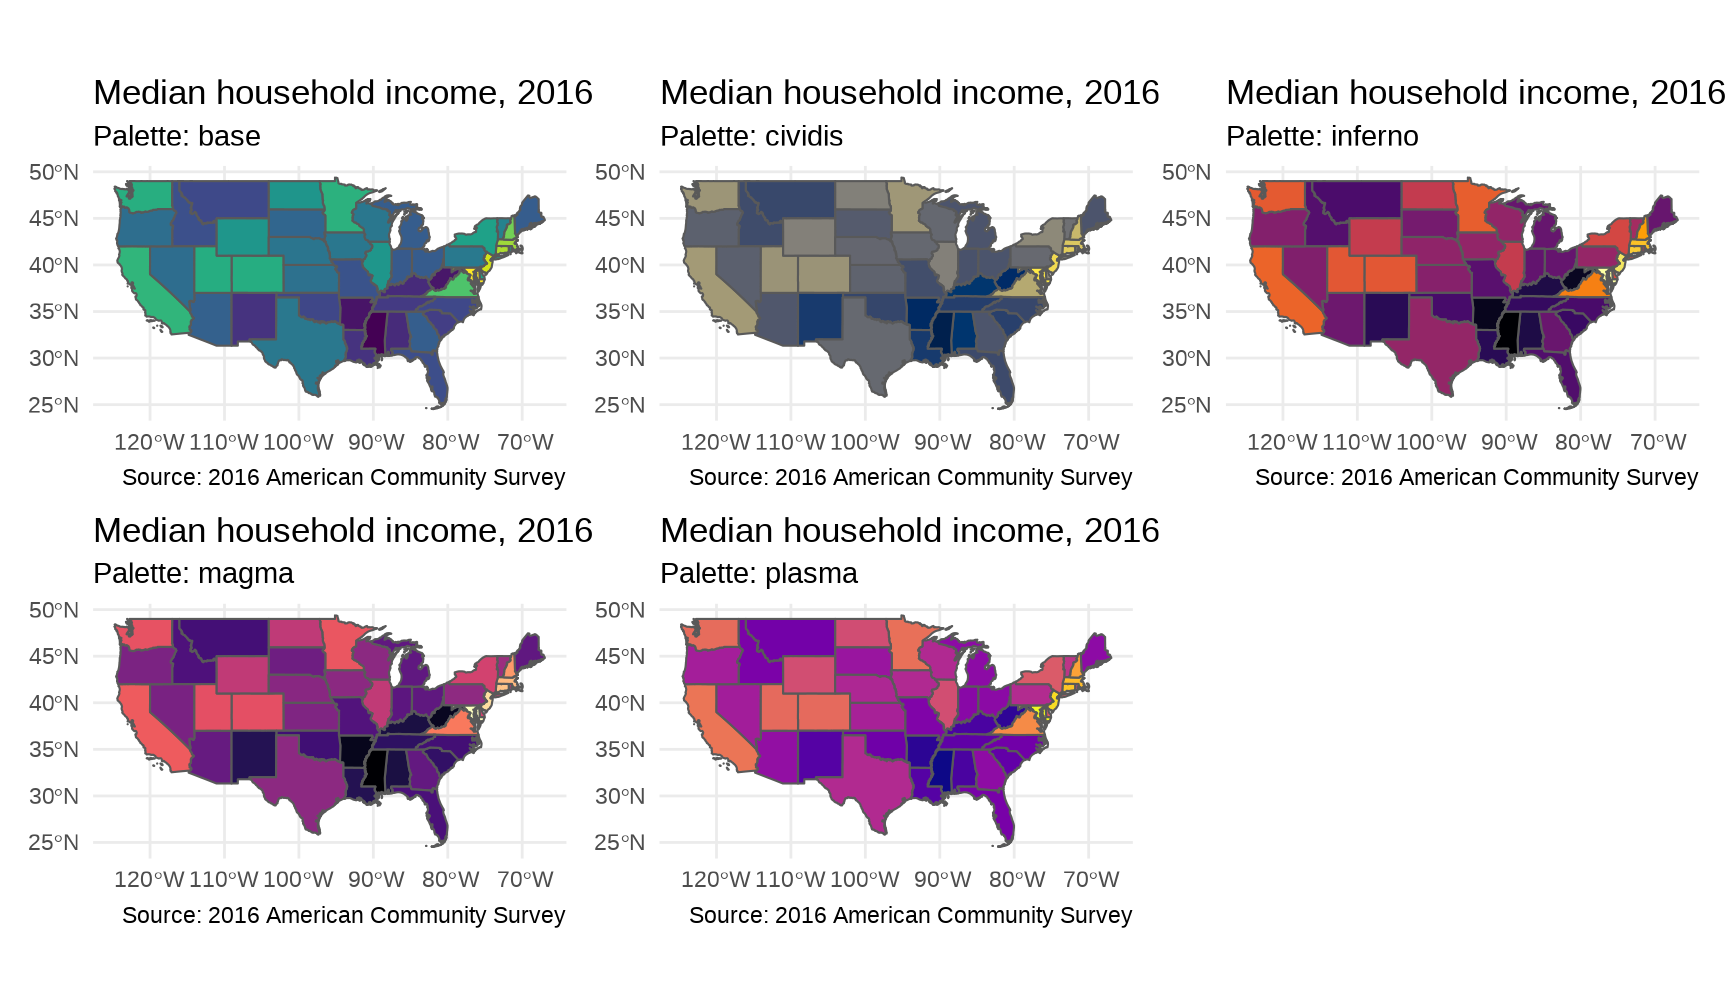 Median household income, 2016
Palette: base
50°N
45°N
40°N
35°N
30°N
25°N
120°W 110°W 100°W 90°W 80°W 70°W
Source: 2016 American Community Survey
Median household income, 2016
Palette: cividis
50°N
45°N
40°N
35°N
30°N
25°N
120°W 110°W 100°W 90°W 80°W 70°W
Source: 2016 American Community Survey
Median household income, 2016
Palette: inferno
50°N
45°N
40°N
35°N
30°N
25°N
120°W 110°W 100°W 90°W 80°W 70°W
Source: 2016 American Community Survey
Median household income, 2016
Palette: magma
50°N
45°N
40°N
35°N
30°N
25°N
120°W 110°W 100°W 90°W 80°W 70°W
Source: 2016 American Community Survey
Median household income, 2016
Palette: plasma
50°N
45°N
40°N
35°N
30°N
25°N
120°W 110°W 100°W 90°W 80°W 70°W
Source: 2016 American Community Survey